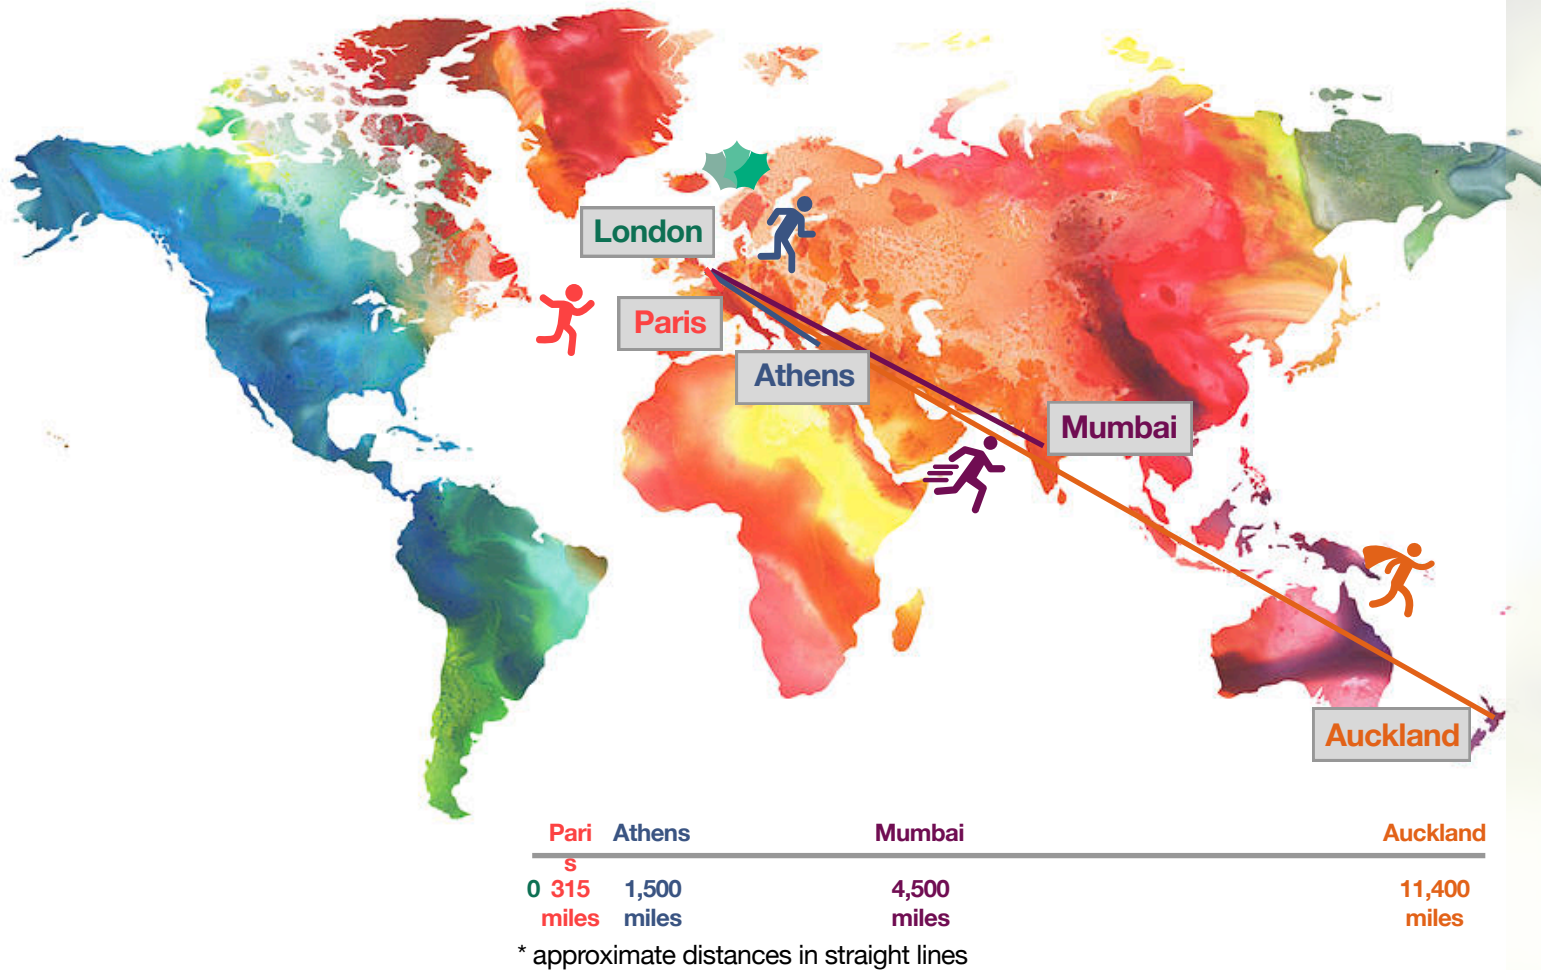 London
Paris
Athens
Mumbai
Auckland
Pari Athens Mumbai Auckland
s
0 315 1,500 4,500 11,400
miles miles miles miles
* approximate distances in straight lines